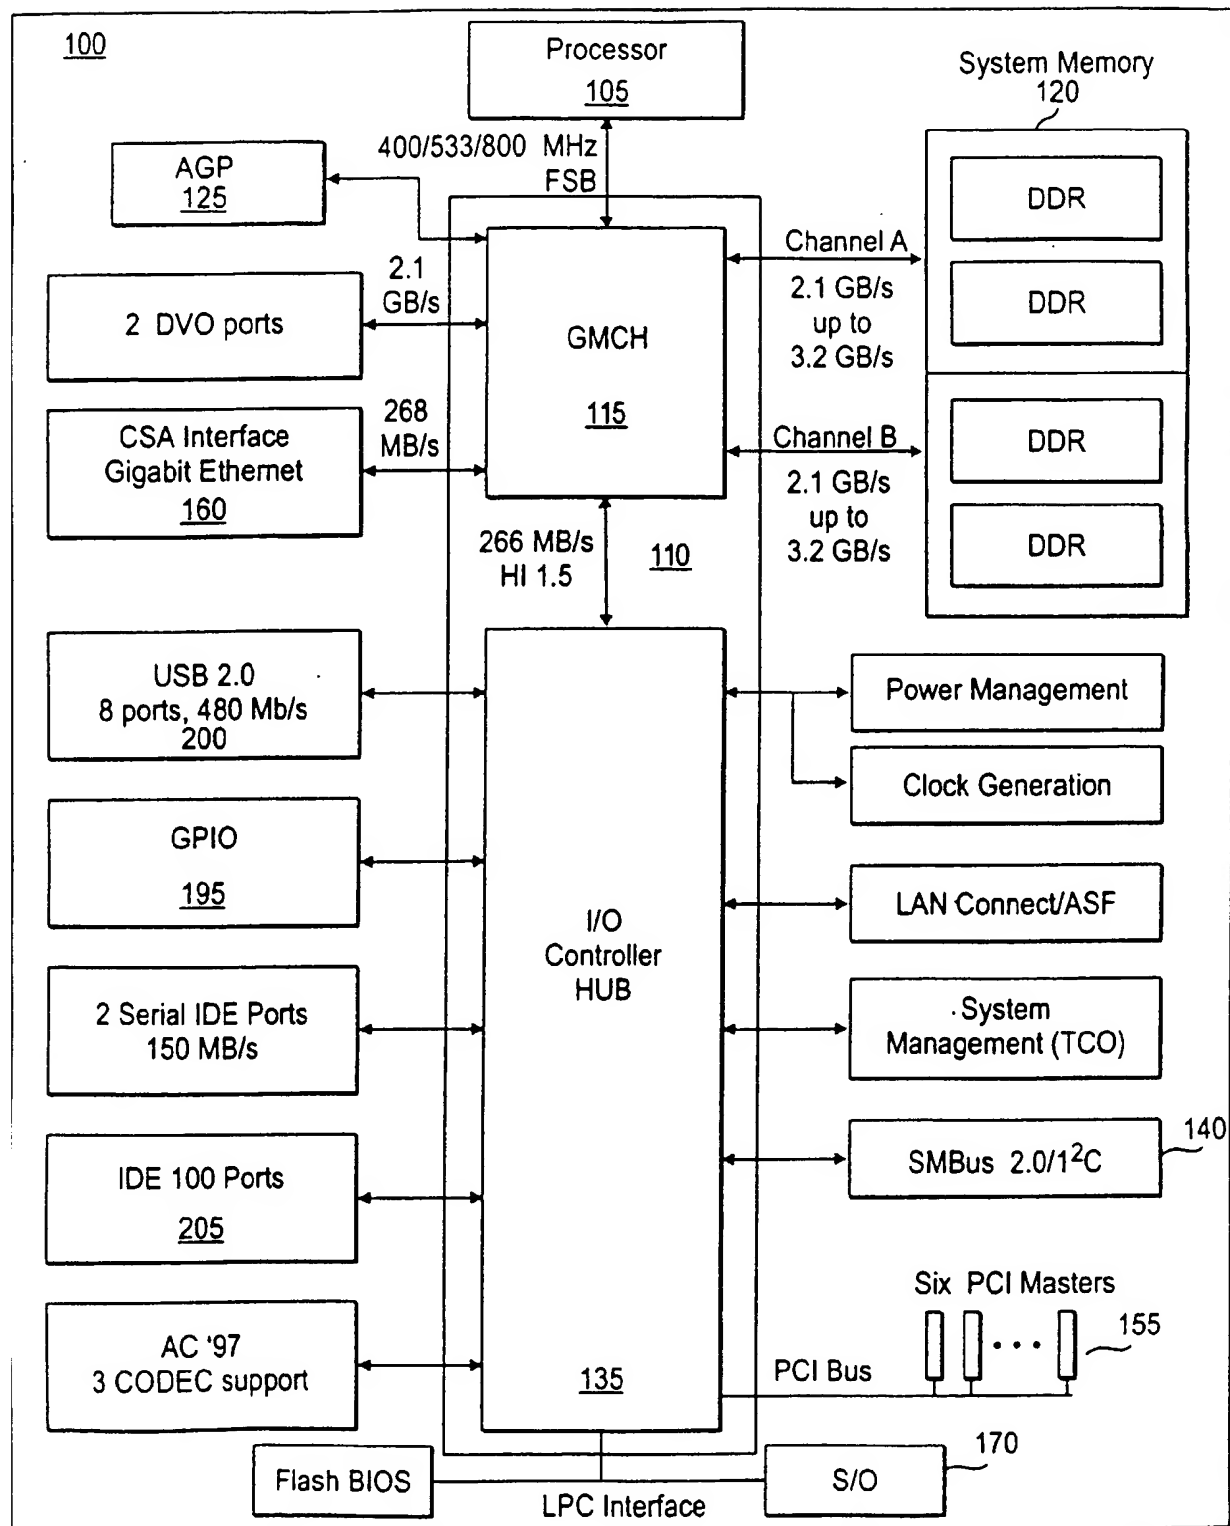 100
Processor
105
System Memory
120
400/533/800 MHz
FSB
AGP
125
DDR
DDR
DDR
DDR
Channel A
2.1 GB/s
up to
3.2 GB/s
Channel B
2.1 GB/s
up to
3.2 GB/s
2.1
GB/s
2 DVO ports
GMCH
115
268
MB/s
CSA Interface
Gigabit Ethernet
160
266 MB/s
HI 1.5
110
USB 2.0
8 ports, 480 Mb/s
200
Power Management
Clock Generation
GPIO
195
LAN Connect/ASF
I/O
Controller
HUB
2 Serial IDE Ports
150 MB/s
System
Management (TCO)
IDE 100 Ports
205
SMBus 2.0/1²C
140
Six PCI Masters
155
AC '97
3 CODEC support
135
PCI Bus
Flash BIOS
LPC Interface
S/O
170